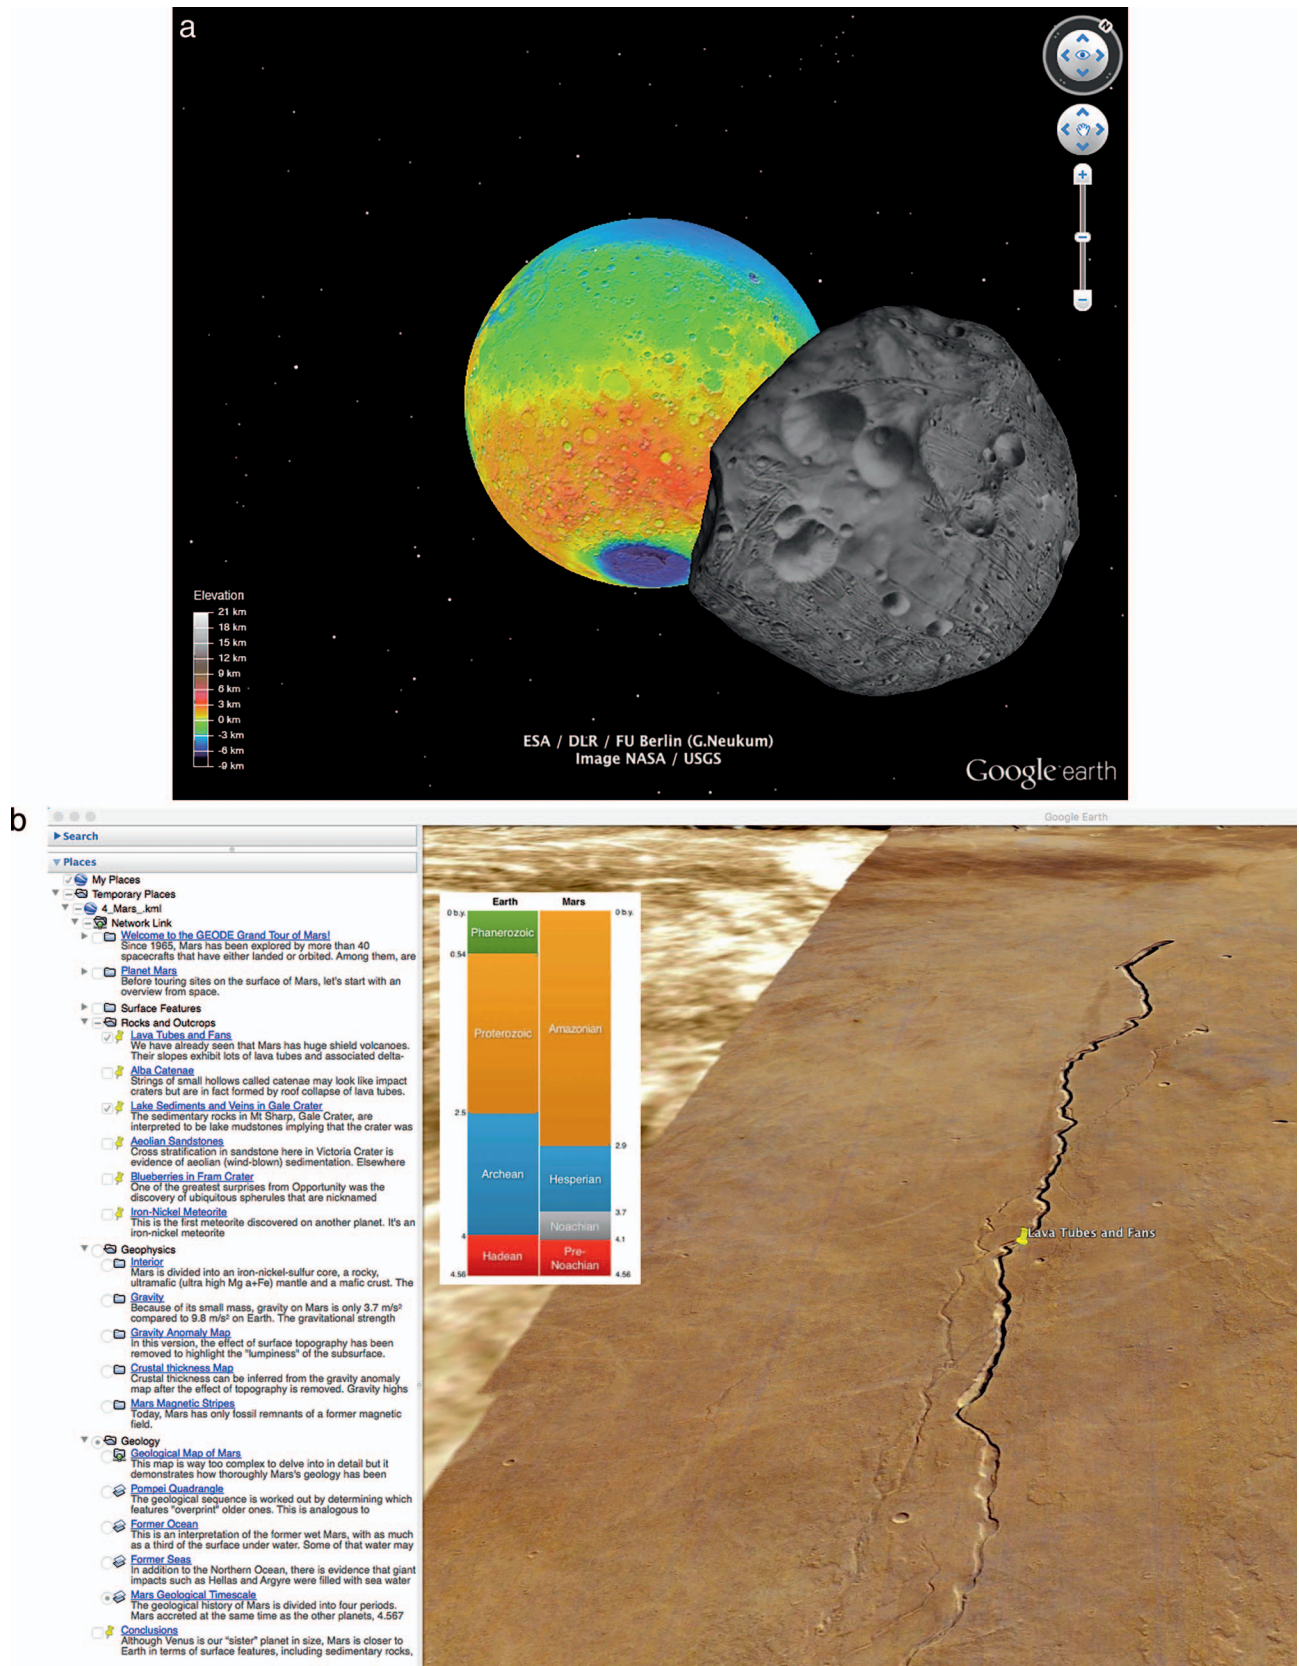 a
N
Elevation
21 km
18 km
15 km
12 km
9 km
6 km
3 km
0 km
-3 km
-6 km
-9 km
ESA / DLR / FU Berlin (G.Neukum)
Image NASA / USGS
Google earth
b
Google Earth
Search
Places
My Places
Temporary Places
4_Mars_.kml
Network Link
Welcome to the GEODE Grand Tour of Mars!
Since 1965, Mars has been explored by more than 40
spacecrafts that have either landed or orbited. Among them, are
Planet Mars
Before touring sites on the surface of Mars, let's start with an
overview from space.
Surface Features
Rocks and Outcrops
Lava Tubes and Fans
We have already seen that Mars has huge shield volcanoes.
Their slopes exhibit lots of lava tubes and associated delta-
Alba Catenae
Strings of small hollows called catenae may look like impact
craters but are in fact formed by roof collapse of lava tubes.
Lake Sediments and Veins in Gale Crater
The sedimentary rocks in Mt Sharp, Gale Crater, are
interpreted to be lake mudstones implying that the crater was
Aeolian Sandstones
Cross stratification in sandstone here in Victoria Crater is
evidence of aeolian (wind-blown) sedimentation. Elsewhere
Blueberries in Fram Crater
One of the greatest surprises from Opportunity was the
discovery of ubiquitous spherules that are nicknamed
Iron-Nickel Meteorite
This is the first meteorite discovered on another planet. It's an
iron-nickel meteorite
Geophysics
Interior
Mars is divided into an iron-nickel-sulfur core, a rocky,
ultramafic (ultra high Mg a+Fe) mantle and a mafic crust. The
Gravity
Because of its small mass, gravity on Mars is only 3.7 m/s²
compared to 9.8 m/s² on Earth. The gravitational strength
Gravity Anomaly Map
In this version, the effect of surface topography has been
removed to highlight the "lumpiness" of the subsurface.
Crustal thickness Map
Crustal thickness can be inferred from the gravity anomaly
map after the effect of topography is removed. Gravity highs
Mars Magnetic Stripes
Today, Mars has only fossil remnants of a former magnetic
field.
Geology
Geological Map of Mars
This map is way too complex to delve into in detail but it
demonstrates how thoroughly Mars's geology has been
Pompei Quadrangle
The geological sequence is worked out by determining which
features "overprint" older ones. This is analogous to
Former Ocean
This is an interpretation of the former wet Mars, with as much
as a third of the surface under water. Some of that water may
Former Seas
In addition to the Northern Ocean, there is evidence that giant
impacts such as Hellas and Argyre were filled with sea water
Mars Geological Timescale
The geological history of Mars is divided into four periods.
Mars accreted at the same time as the other planets, 4.567
Conclusions
Although Venus is our "sister" planet in size, Mars is closer to
Earth in terms of surface features, including sedimentary rocks,
Earth Mars
0 b.y. 0 b.y.
Phanerozoic
0.54
Proterozoic Amazonian
2.5
2.9
Archean Hesperian
3.7
Noachian
4 4.1
Hadean Pre-
Noachian
4.56 4.56
Lava Tubes and Fans